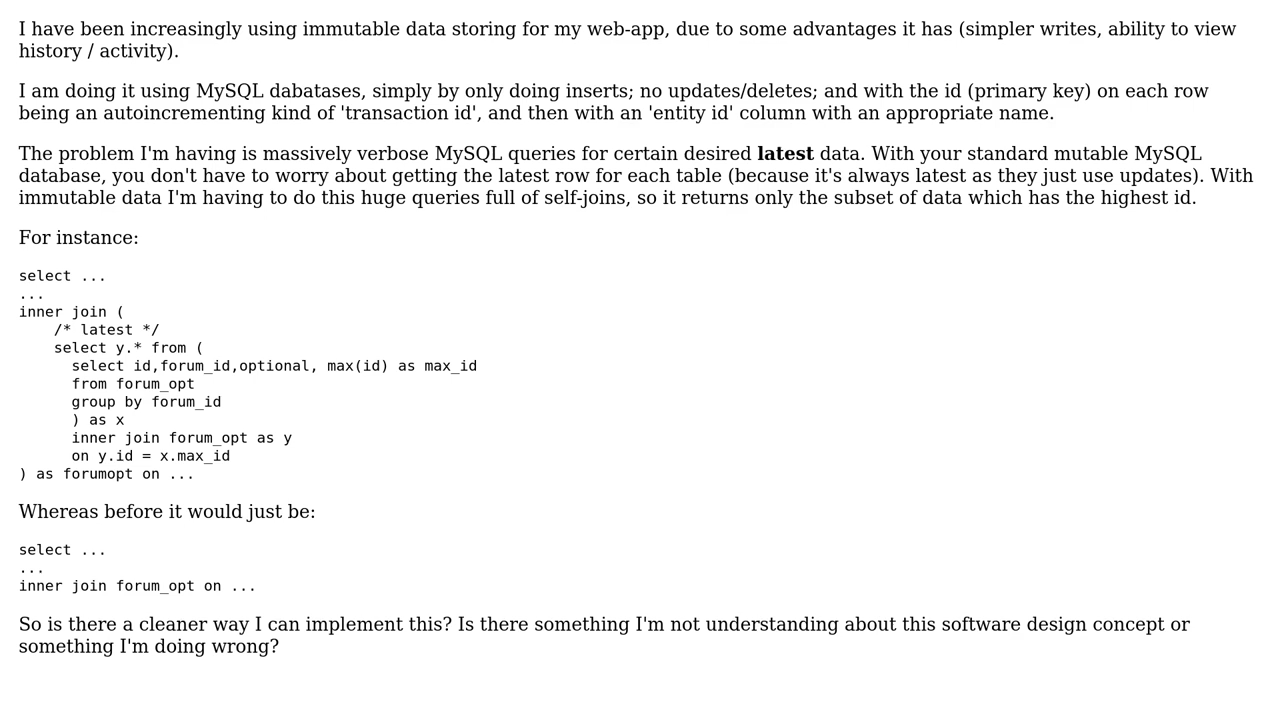 I have been increasingly using immutable data storing for my web-app, due to some advantages it has (simpler writes, ability to view
history / activity).
I am doing it using MySQL dabatases, simply by only doing inserts; no updates/deletes; and with the id (primary key) on each row
being an autoincrementing kind of 'transaction id', and then with an 'entity id' column with an appropriate name.
The problem I'm having is massively verbose MySQL queries for certain desired latest data. With your standard mutable MySQL
database, you don't have to worry about getting the latest row for each table (because it's always latest as they just use updates). With
immutable data I'm having to do this huge queries full of self-joins, so it returns only the subset of data which has the highest id.
For instance:
select ...
...
inner join (
    /* latest */
    select y.* from (
      select id,forum_id,optional, max(id) as max_id
      from forum_opt
      group by forum_id
      ) as x
      inner join forum_opt as y
      on y.id = x.max_id
) as forumopt on ...
Whereas before it would just be:
select ...
...
inner join forum_opt on ...
So is there a cleaner way I can implement this? Is there something I'm not understanding about this software design concept or
something I'm doing wrong?